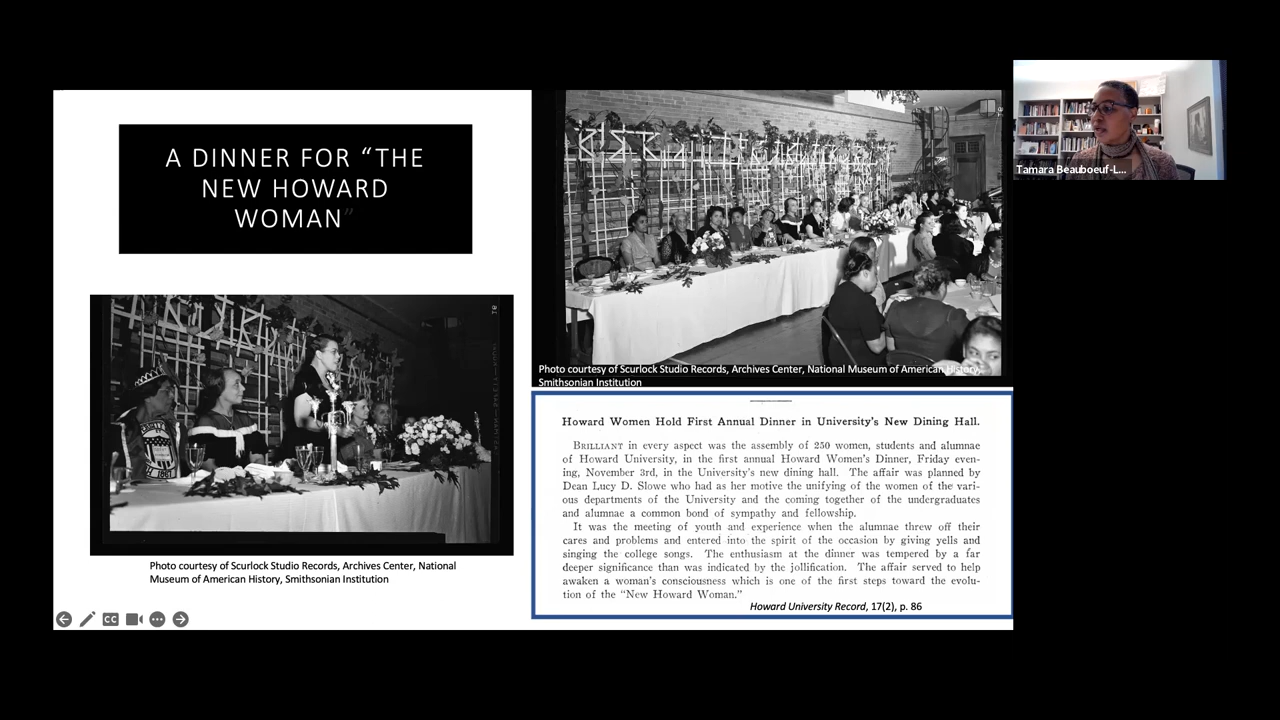 A DINNER FOR “THE
NEW HOWARD
WOMAN”
Photo courtesy of Scurlock Studio Records, Archives Center, National
Museum of American History, Smithsonian Institution
Photo courtesy of Scurlock Studio Records, Archives Center, National Museum of American History,
Smithsonian Institution
Howard Women Hold First Annual Dinner in University's New Dining Hall.
BRILLIANT in every aspect was the assembly of 250 women, students and alumnae
of Howard University, in the first annual Howard Women's Dinner, Friday even-
ing, November 3rd, in the University's new dining hall. The affair was planned by
Dean Lucy D. Slowe who had as her motive the unifying of the women of the vari-
ous departments of the University and the coming together of the undergraduates
and alumnae a common bond of sympathy and fellowship.
It was the meeting of youth and experience when the alumnae threw off their
cares and problems and entered into the spirit of the occasion by giving yells and
singing the college songs. The enthusiasm at the dinner was tempered by a far
deeper significance than was indicated by the jollification. The affair served to help
awaken a woman's consciousness which is one of the first steps toward the evolu-
tion of the "New Howard Woman."
Howard University Record, 17(2), p. 86
CC
Tamara Beauboeuf-L...